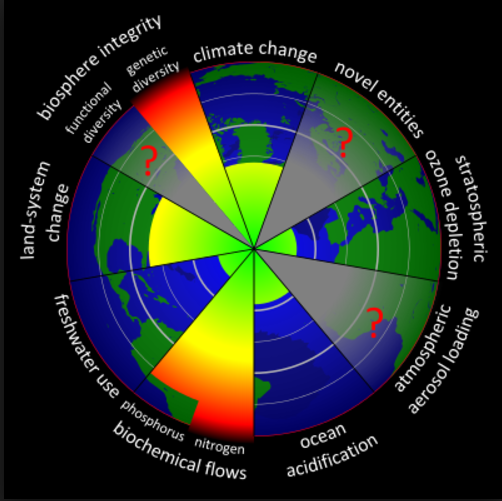 climate change
novel entities
?
stratospheric
ozone depletion
atmospheric
aerosol loading
?
ocean
acidification
biochemical flows
nitrogen
phosphorus
freshwater use
land-system
change
biosphere integrity
functional
diversity
?
genetic
diversity